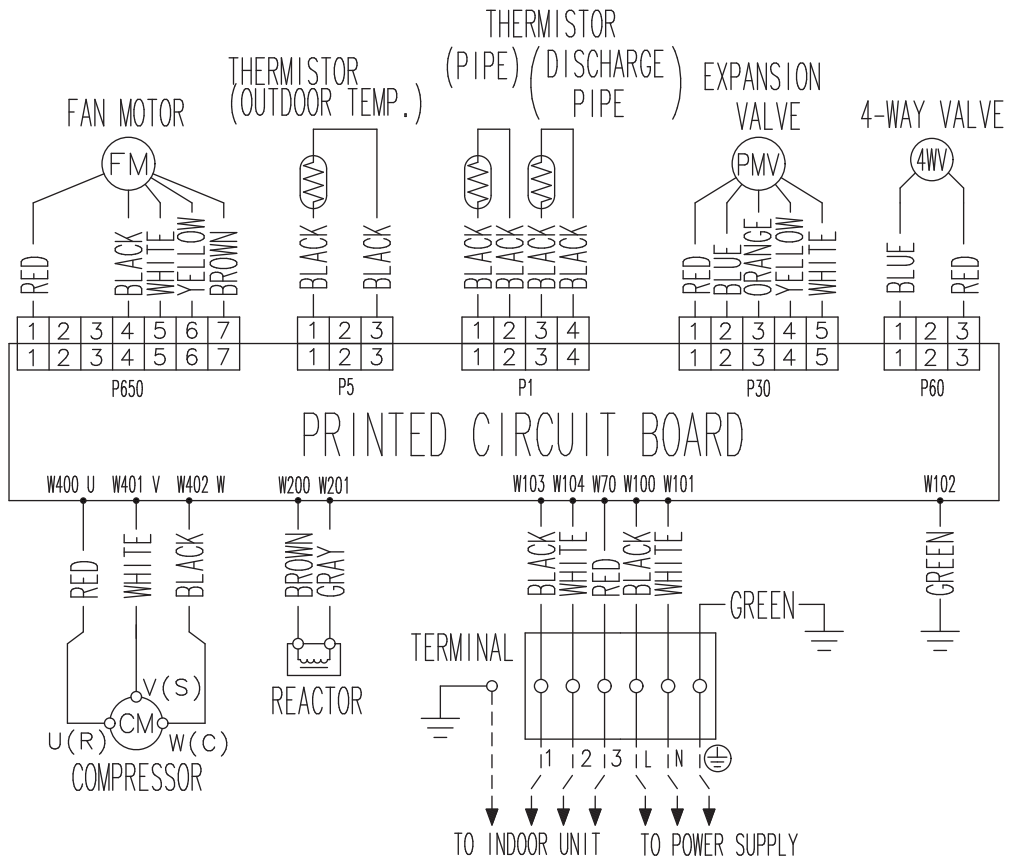 THERMISTOR
(PIPE) (DISCHARGE PIPE)
THERMISTOR
(OUTDOOR TEMP.)
EXPANSION
VALVE
FAN MOTOR
4-WAY VALVE
FM
PMV
4WV
RED
BLACK
WHITE
YELLOW
BROWN
BLACK
BLACK
BLACK
BLACK
BLACK
BLACK
RED
BLUE
ORANGE
YELLOW
WHITE
BLUE
RED
1 2 3 4 5 6 7
1 2 3
1 2 3 4
1 2 3 4 5
1 2 3
1 2 3 4 5 6 7
1 2 3
1 2 3 4
1 2 3 4 5
1 2 3
P650
P5
P1
P30
P60
PRINTED CIRCUIT BOARD
W400 U
W401 V
W402 W
W200
W201
W103
W104
W70
W100
W101
W102
RED
WHITE
BLACK
BROWN
GRAY
BLACK
WHITE
RED
BLACK
WHITE
GREEN
GREEN
TERMINAL
REACTOR
V(S)
CM
U(R)
W(C)
COMPRESSOR
1 2 3 L N
TO INDOOR UNIT
TO POWER SUPPLY